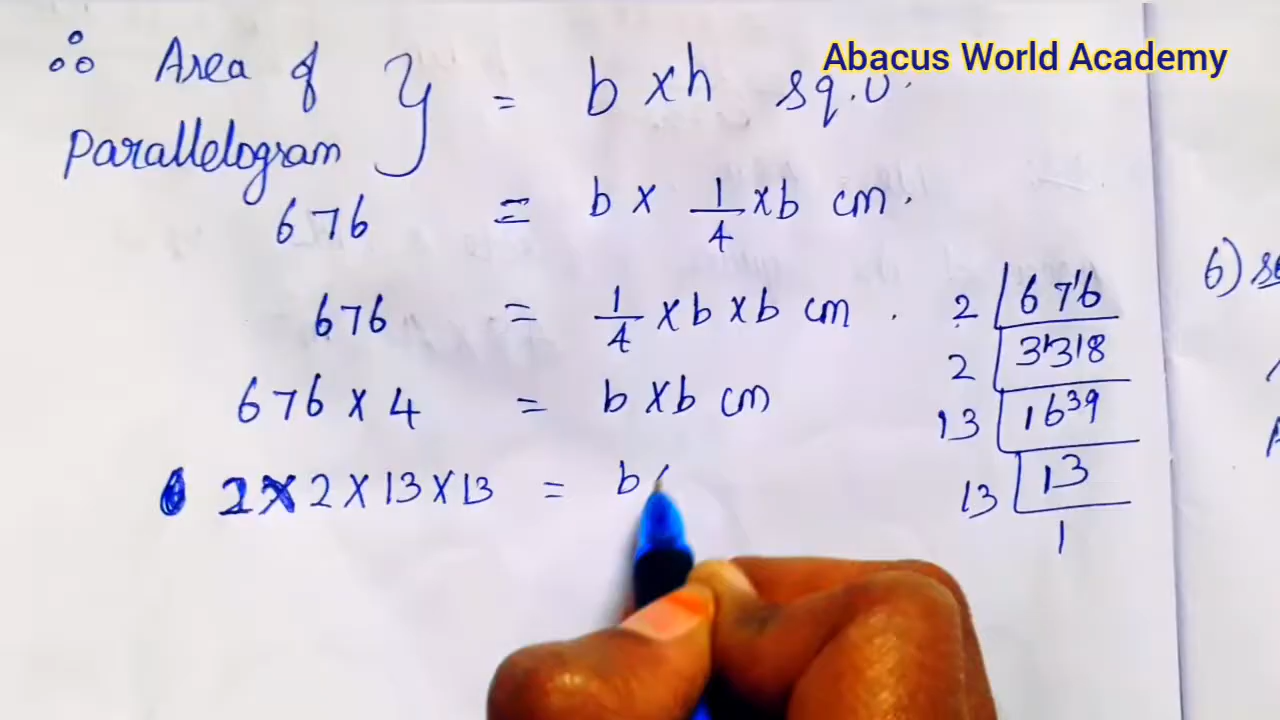 Abacus World Academy
∴ Area of
Parallelogram } = b × h sq.u.
676 = b × 1/4 × b cm.
676 = 1/4 × b × b cm.
676 × 4 = b × b cm
2 × 2 × 13 × 13 = b
2 | 676
2 | 338
13 | 169
13 | 13
1
6)